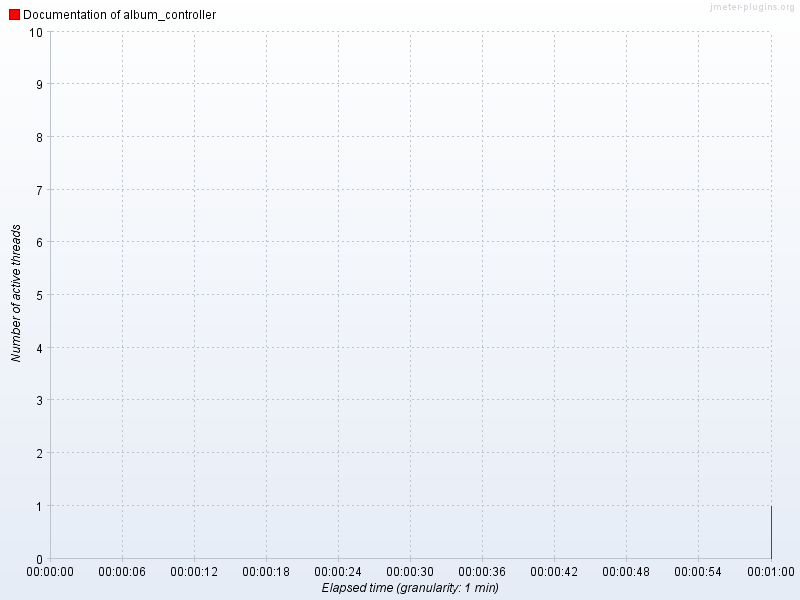 jmeter-plugins.org
Documentation of album_controller
10
9
8
7
6
5
4
3
2
1
0
Number of active threads
00:00:00 00:00:06 00:00:12 00:00:18 00:00:24 00:00:30 00:00:36 00:00:42 00:00:48 00:00:54 00:01:00
Elapsed time (granularity: 1 min)